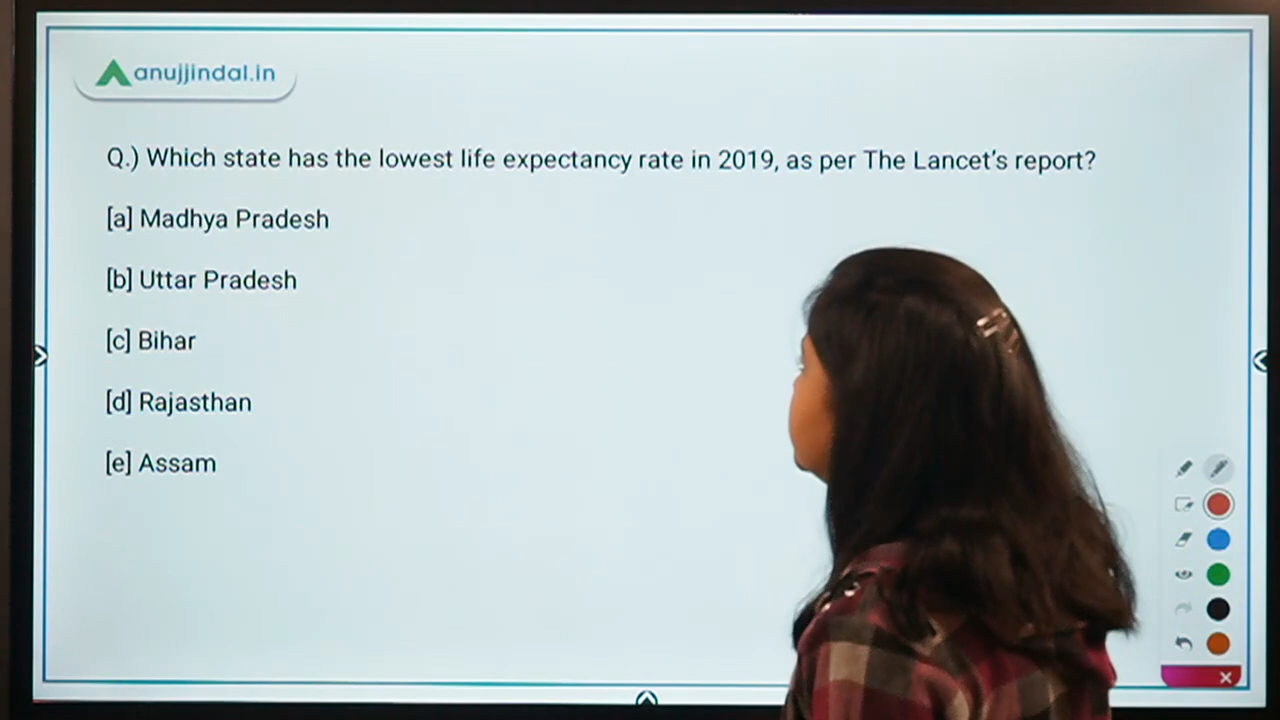 anujjindal.in
Q.) Which state has the lowest life expectancy rate in 2019, as per The Lancet's report?
[a] Madhya Pradesh
[b] Uttar Pradesh
[c] Bihar
[d] Rajasthan
[e] Assam